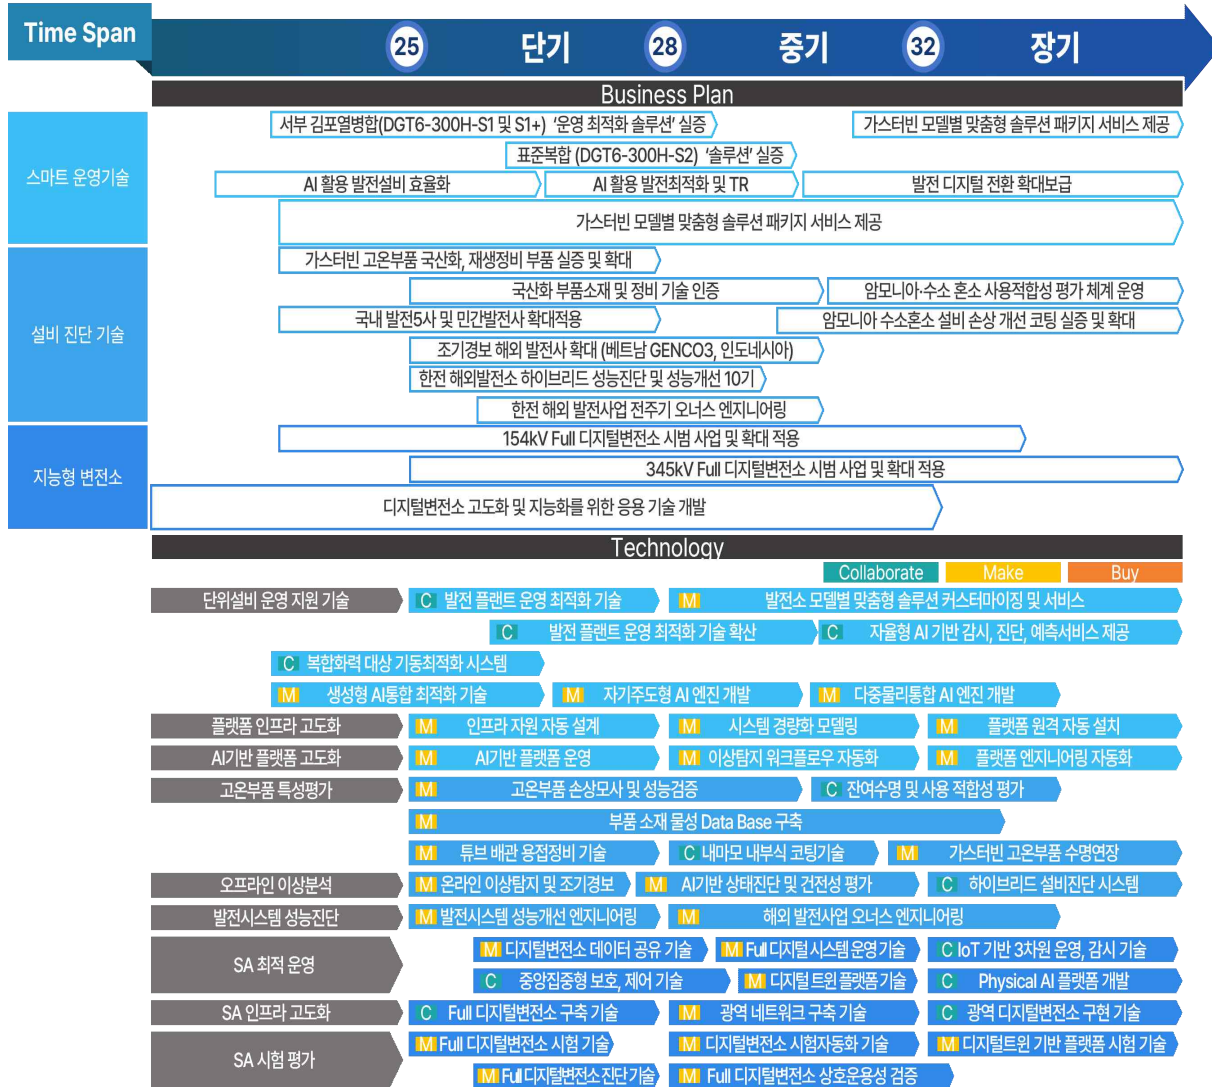 Time Span
25
단기
28
중기
32
장기
Business Plan
스마트 운영기술
서부 김포열병합(DGT6-300H-S1 및 S1+) ‘운영 최적화 솔루션’ 실증
가스터빈 모델별 맞춤형 솔루션 패키지 서비스 제공
표준복합 (DGT6-300H-S2) ‘솔루션’ 실증
AI 활용 발전설비 효율화
AI 활용 발전최적화 및 TR
발전 디지털 전환 확대보급
가스터빈 모델별 맞춤형 솔루션 패키지 서비스 제공
설비 진단 기술
가스터빈 고온부품 국산화, 재생정비 부품 실증 및 확대
국산화 부품소재 및 정비 기술 인증
암모니아·수소 혼소 사용적합성 평가 체계 운영
국내 발전5사 및 민간발전사 확대적용
암모니아 수소혼소 설비 손상 개선 코팅 실증 및 확대
조기경보 해외 발전사 확대 (베트남 GENCO3, 인도네시아)
한전 해외발전소 하이브리드 성능진단 및 성능개선 10기
한전 해외 발전사업 전주기 오너스 엔지니어링
지능형 변전소
154kV Full 디지털변전소 시범 사업 및 확대 적용
345kV Full 디지털변전소 시범 사업 및 확대 적용
디지털변전소 고도화 및 지능화를 위한 응용 기술 개발
Technology
Collaborate
Make
Buy
단위설비 운영 지원 기술
C 발전 플랜트 운영 최적화 기술
M 발전소 모델별 맞춤형 솔루션 커스터마이징 및 서비스
C 발전 플랜트 운영 최적화 기술 확산
C 자율형 AI 기반 감시, 진단, 예측서비스 제공
C 복합화력 대상 기동최적화 시스템
M 생성형 AI통합 최적화 기술
M 자기주도형 AI 엔진 개발
M 다중물리통합 AI 엔진 개발
플랫폼 인프라 고도화
M 인프라 자원 자동 설계
M 시스템 경량화 모델링
M 플랫폼 원격 자동 설치
AI기반 플랫폼 고도화
M AI기반 플랫폼 운영
M 이상탐지 워크플로우 자동화
M 플랫폼 엔지니어링 자동화
고온부품 특성평가
M 고온부품 손상모사 및 성능검증
C 잔여수명 및 사용 적합성 평가
M 부품 소재 물성 Data Base 구축
M 튜브 배관 용접정비 기술
C 내마모 내부식 코팅기술
M 가스터빈 고온부품 수명연장
오프라인 이상분석
M 온라인 이상탐지 및 조기경보
M AI기반 상태진단 및 건전성 평가
C 하이브리드 설비진단 시스템
발전시스템 성능진단
M 발전시스템 성능개선 엔지니어링
M 해외 발전사업 오너스 엔지니어링
SA 최적 운영
M 디지털변전소 데이터 공유 기술
M Full 디지털 시스템 운영 기술
C IoT 기반 3차원 운영, 감시 기술
C 중앙집중형 보호, 제어 기술
M 디지털 트윈 플랫폼 기술
C Physical AI 플랫폼 개발
SA 인프라 고도화
C Full 디지털변전소 구축 기술
M 광역 네트워크 구축 기술
C 광역 디지털변전소 구현 기술
SA 시험 평가
M Full 디지털변전소 시험 기술
M 디지털변전소 시험자동화 기술
M 디지털트윈 기반 플랫폼 시험 기술
M Full 디지털변전소 진단 기술
M Full 디지털변전소 상호운용성 검증